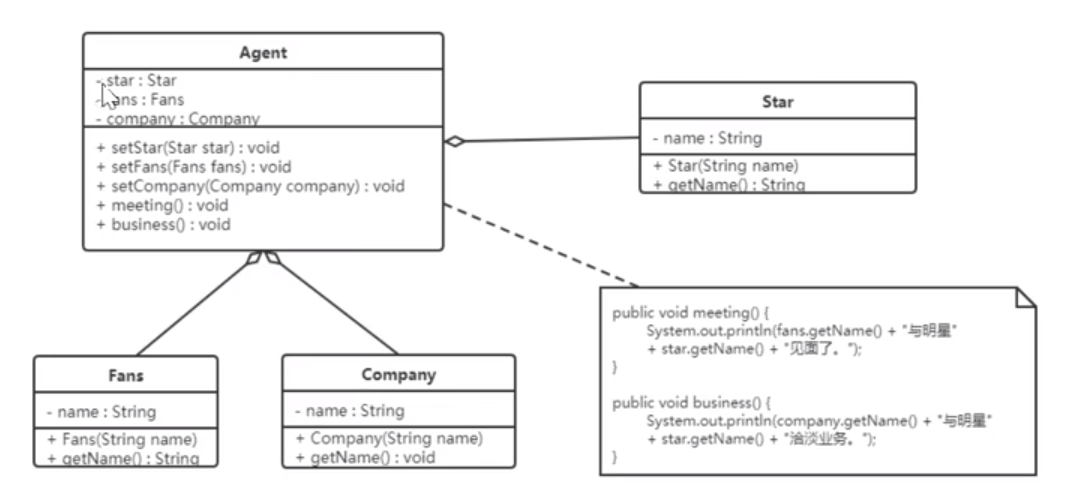 Agent
- star : Star
- fans : Fans
- company : Company
+ setStar(Star star) : void
+ setFans(Fans fans) : void
+ setCompany(Company company) : void
+ meeting() : void
+ business() : void
Star
- name : String
+ Star(String name)
+ getName() : String
Fans
- name : String
+ Fans(String name)
+ getName() : String
Company
- name : String
+ Company(String name)
+ getName() : void
public void meeting() {
System.out.println(fans.getName() + "与明星"
+ star.getName() + "见面了。");
}
public void business() {
System.out.println(company.getName() + "与明星"
+ star.getName() + "洽淡业务。");
}